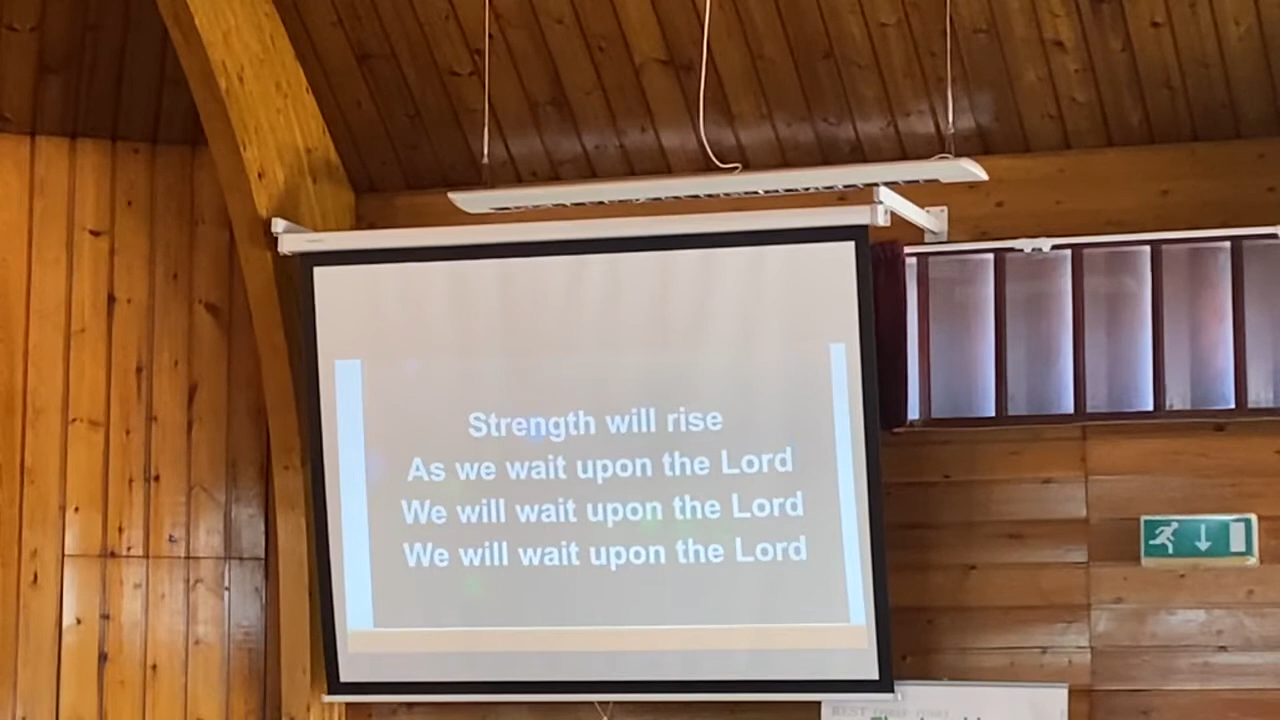 Strength will rise
As we wait upon the Lord
We will wait upon the Lord
We will wait upon the Lord
REST